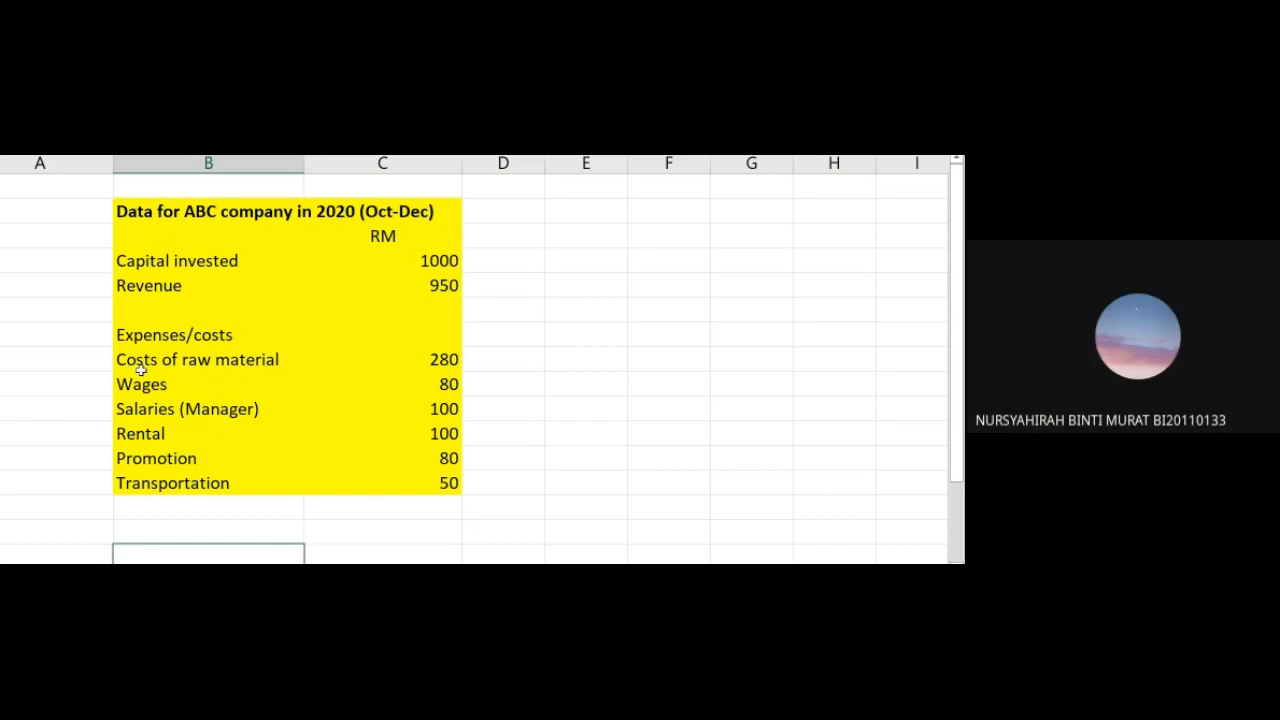 A B C D E F G H I
Data for ABC company in 2020 (Oct-Dec)
RM
Capital invested 1000
Revenue 950
Expenses/costs
Costs of raw material 280
Wages 80
Salaries (Manager) 100
Rental 100
Promotion 80
Transportation 50
NURSYAHIRAH BINTI MURAT BI20110133